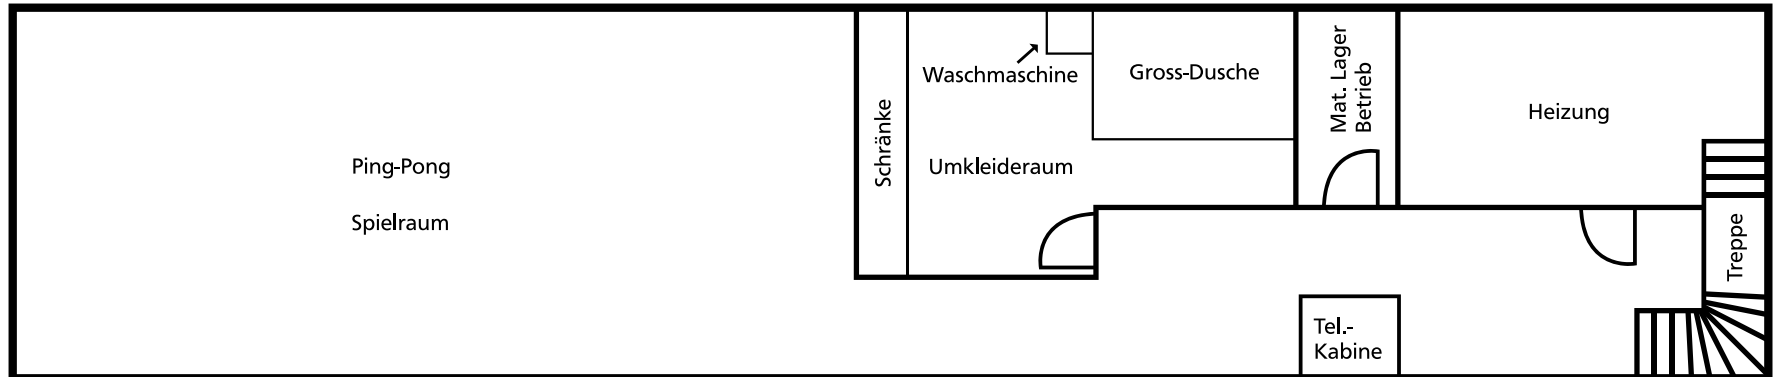 Ping-Pong
Spielraum
Schränke
Waschmaschine
Umkleideraum
Gross-Dusche
Mat. Lager
Betrieb
Heizung
Treppe
Tel.-
Kabine